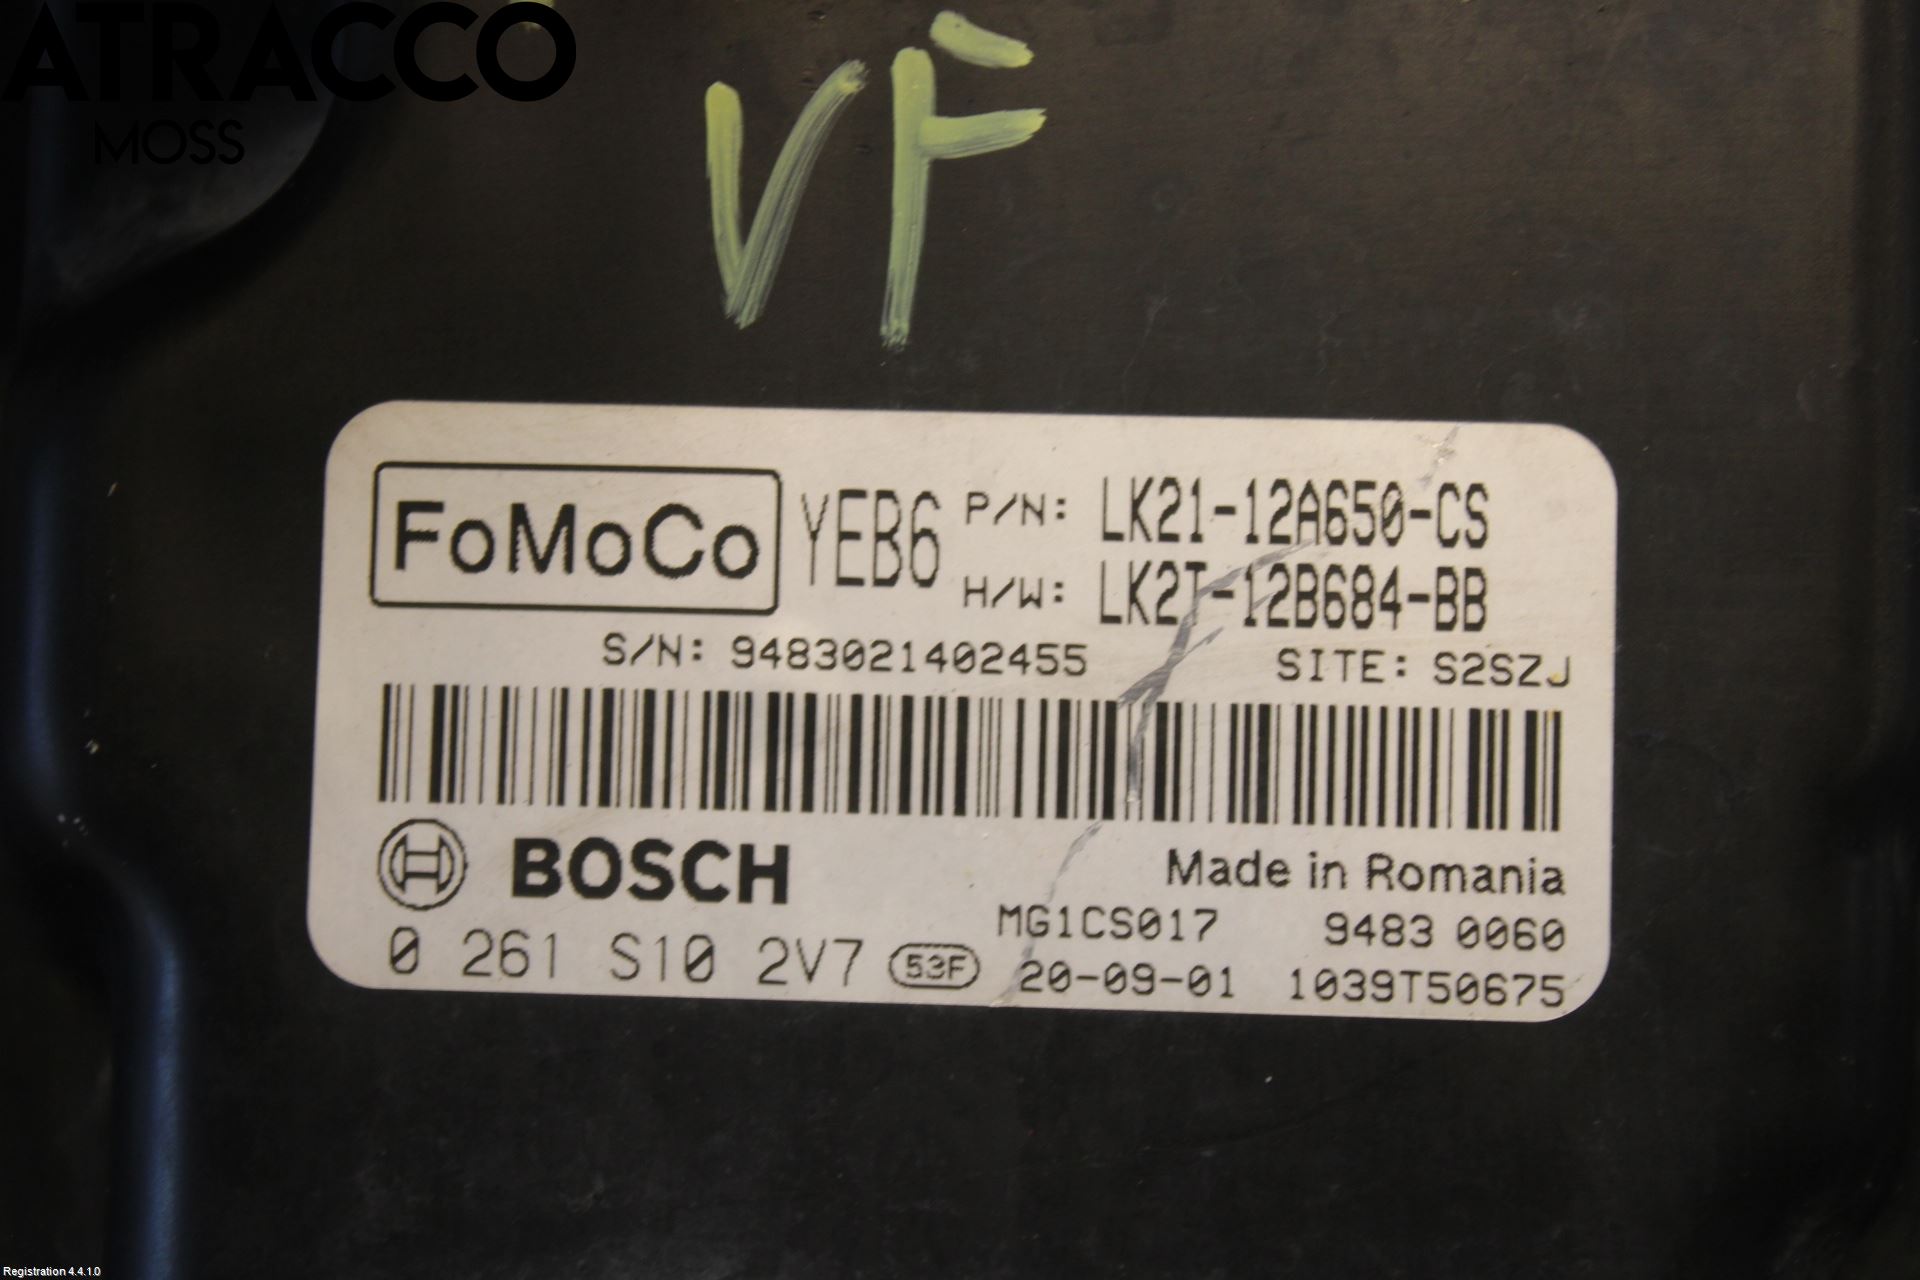 ATRACCO
MOSS
VF
FoMoCo YEB6 P/N: LK21-12A650-CS
H/W: LK2T-12B684-BB
S/N: 9483021402455 SITE: S2SZJ
BOSCH Made in Romania
MG1CS017 9483 0060
0 261 S10 2V7 53F 20-09-01 1039T50675
Registration 4.4.1.0